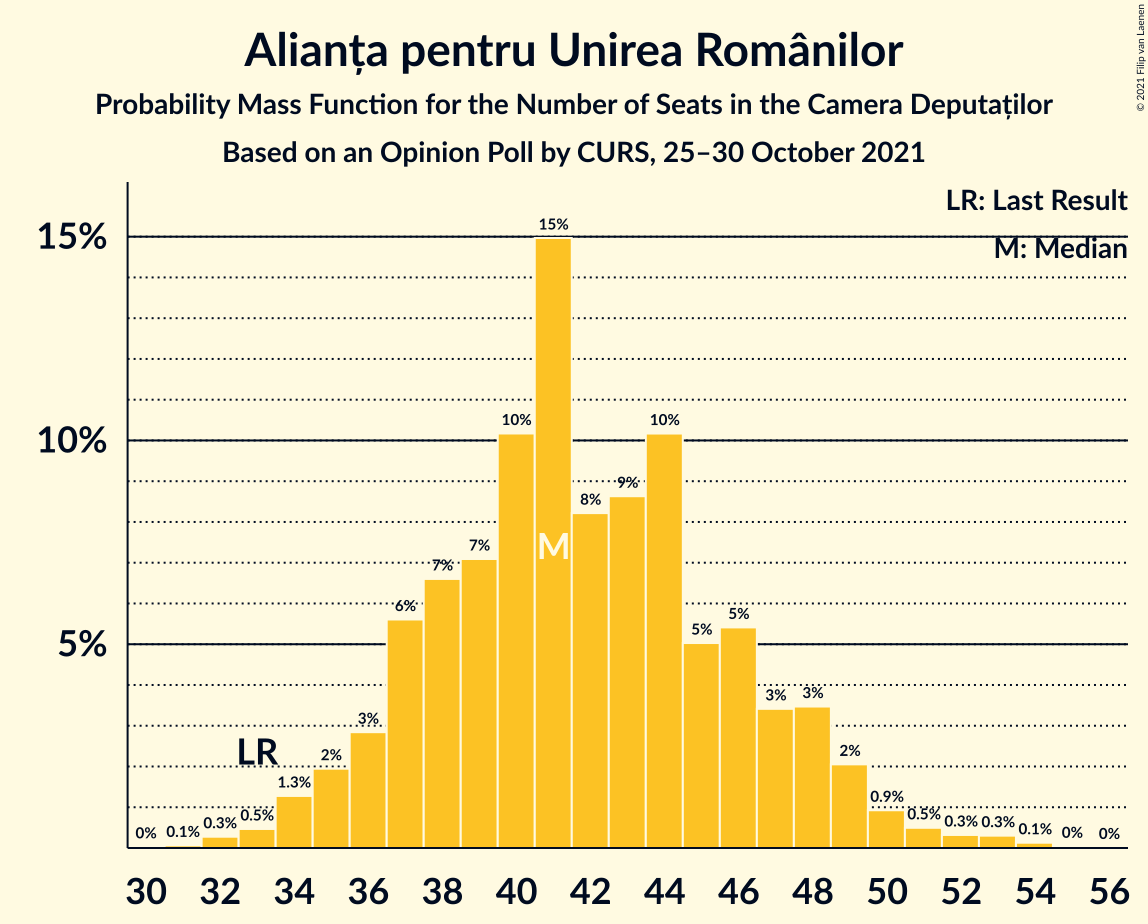 Alianța pentru Unirea Românilor
Probability Mass Function for the Number of Seats in the Camera Deputaților
Based on an Opinion Poll by CURS, 25–30 October 2021
© 2021 Filip van Laenen
LR: Last Result
M: Median
15%
10%
5%
0% 0.1% 0.3% 0.5% 1.3% 2% 3% 6% 7% 7% 10% 15% 8% 9% 10% 5% 5% 3% 3% 2% 0.9% 0.5% 0.3% 0.3% 0.1% 0% 0%
LR
M
30 32 34 36 38 40 42 44 46 48 50 52 54 56